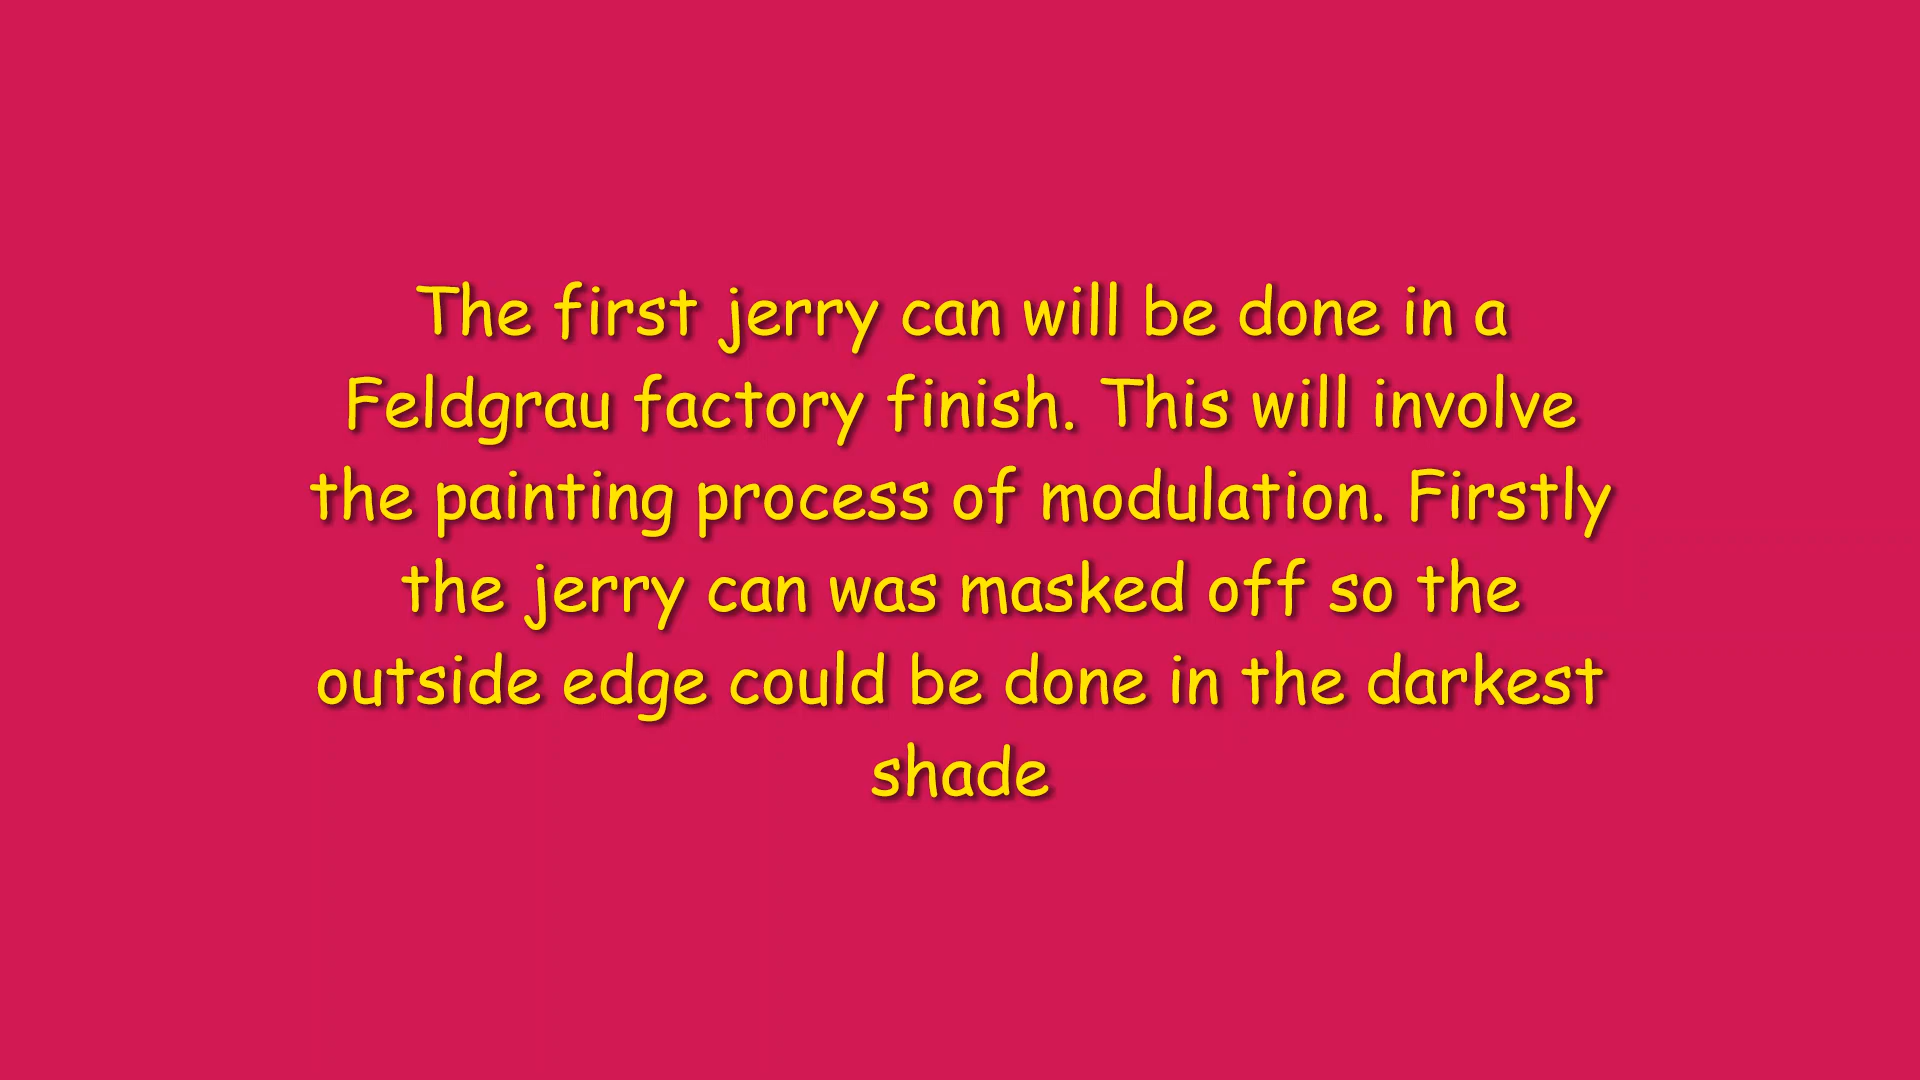 The first jerry can will be done in a
Feldgrau factory finish. This will involve
the painting process of modulation. Firstly
the jerry can was masked off so the
outside edge could be done in the darkest
shade